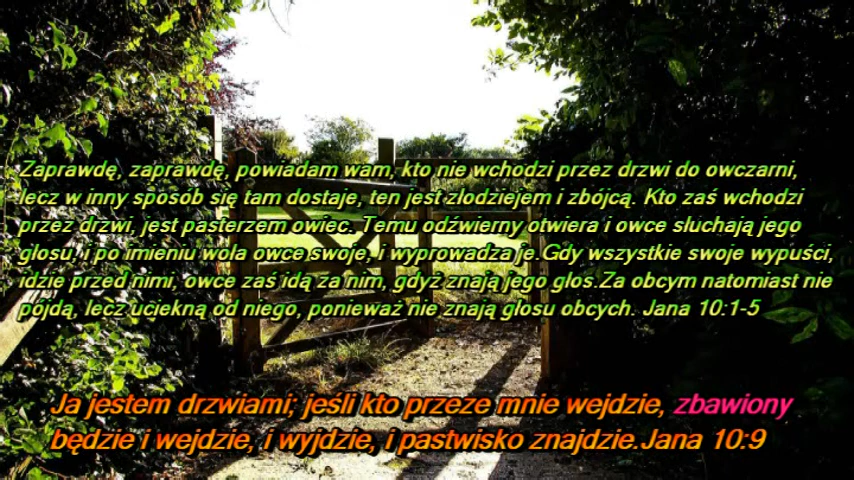 Zaprawdę, zaprawdę, powiadam wam, kto nie wchodzi przez drzwi do owczarni,
lecz w inny sposób się tam dostaje, ten jest złodziejem i zbójcą. Kto zaś wchodzi
przez drzwi, jest pasterzem owiec. Temu odźwierny otwiera i owce słuchają jego
głosu, i po imieniu woła owce swoje, i wyprowadza je.Gdy wszystkie swoje wypuści,
idzie przed nimi, owce zaś idą za nim, gdyż znają jego głos.Za obcym natomiast nie
pójdą, lecz uciekną od niego, ponieważ nie znają głosu obcych. Jana 10:1-5
Ja jestem drzwiami; jeśli kto przeze mnie wejdzie, zbawiony
będzie i wejdzie, i wyjdzie, i pastwisko znajdzie.Jana 10:9